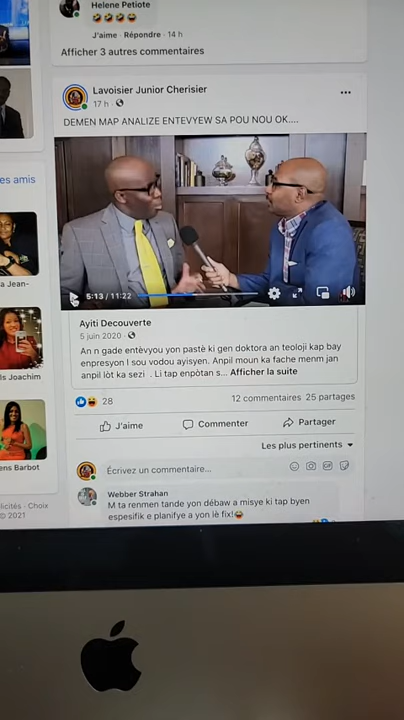 Helene Petiote
J'aime · Répondre · 14 h
Afficher 3 autres commentaires
Lavoisier Junior Cherisier
17 h ·
DEMEN MAP ANALIZE ENTEVYEW SA POU NOU OK....
es amis
5:13 / 11:22
a Jean-
Ayiti Decouverte
5 juin 2020 ·
An n gade entèvyou yon pastè ki gen doktora an teoloji kap bay
enpresyon l sou vodou ayisyen. Anpil moun ka fache menm jan
anpil lòt ka sezi . Li tap enpòtan s... Afficher la suite
ls Joachim
28
12 commentaires 25 partages
J'aime
Commenter
Partager
Les plus pertinents
ens Barbot
Écrivez un commentaire...
GIF
Webber Strahan
M ta renmen tande yon débaw a misye ki tap byen
espesifik e planifye a yon lè fix!
licités · Choix
© 2021